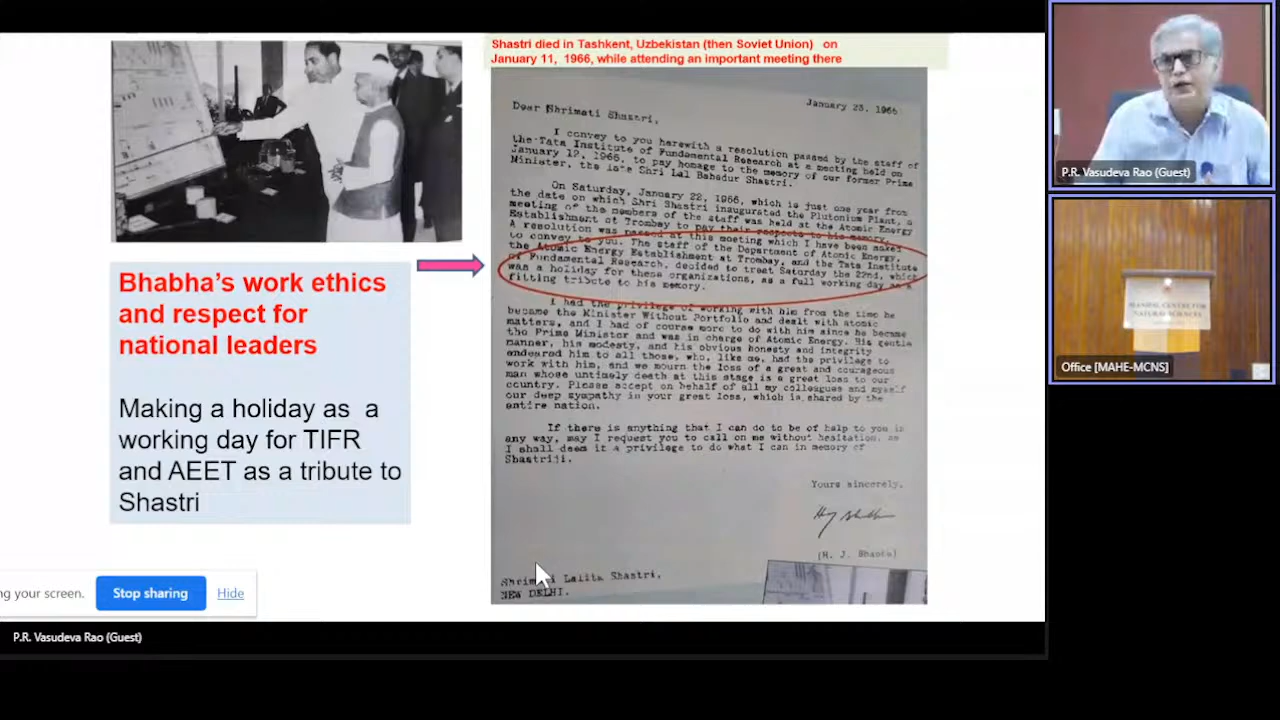 Shastri died in Tashkent, Uzbekistan (then Soviet Union) on
January 11, 1966, while attending an important meeting there
Bhabha's work ethics
and respect for
national leaders
Making a holiday as a
working day for TIFR
and AEET as a tribute to
Shastri
January 23, 1966
Dear Shrimati Shastri,
I convey to you herewith a resolution passed by the staff of
the Tata Institute of Fundamental Research at a meeting held on
January 12, 1966, to pay homage to the memory of our former Prime
Minister, the late Shri Lal Bahadur Shastri.
On Saturday, January 22, 1966, which is just one year from
the date on which Shri Shastri inaugurated the Plutonium Plant, a
meeting of the members of the staff was held at the Atomic Energy
Establishment at Trombay to pay their respects to his memory.
A resolution was passed at this meeting which I have been asked
to convey to you. The staff of the Department of Atomic Energy,
the Atomic Energy Establishment at Trombay, and the Tata Institute
of Fundamental Research, decided to treat Saturday the 22nd, which
was a holiday for these organizations, as a full working day as a
fitting tribute to his memory.
I had the privilege of working with him from the time he
became the Minister Without Portfolio and dealt with atomic
matters, and I had of course more to do with him since he became
the Prime Minister and was in charge of Atomic Energy. His gentle
manner, his modesty, and his obvious honesty and integrity
endeared him to all those, who, like me, had the privilege to
work with him, and we mourn the loss of a great and courageous
man whose untimely death at this stage is a great loss to our
country. Please accept on behalf of all my colleagues and myself
our deep sympathy in your great loss, which is shared by the
entire nation.
If there is anything that I can do to be of help to you in
any way, may I request you to call on me without hesitation, as
I shall deem it a privilege to do what I can in memory of
Shastriji.
Yours sincerely,
(H. J. Bhabha)
Shrimati Lalita Shastri,
NEW DELHI.
ng your screen.
Stop sharing
Hide
P.R. Vasudeva Rao (Guest)
P.R. Vasudeva Rao (Guest)
MANIPAL CENTRE FOR
NATURAL SCIENCES
Office [MAHE-MCNS]